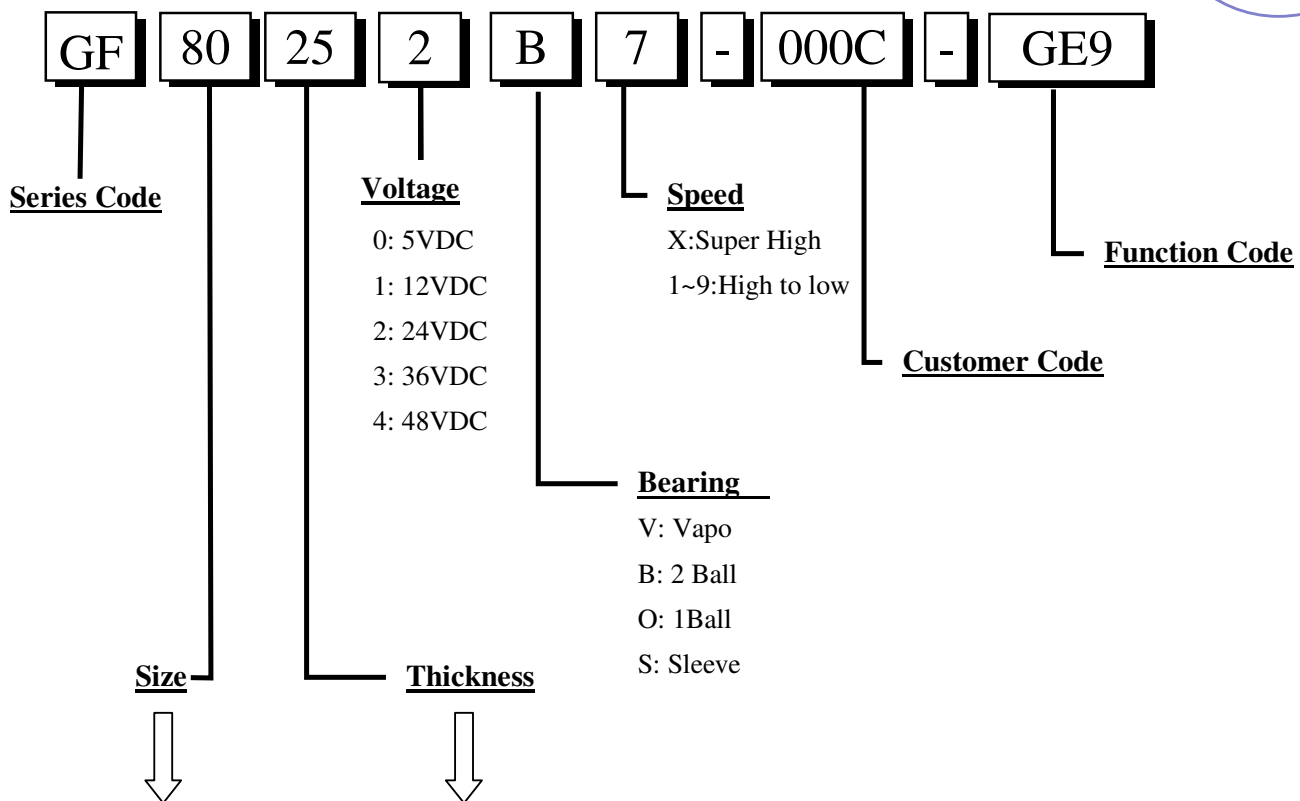 GF 80 25 2 B 7 - 000C - GE9
Series Code
Voltage
0: 5VDC
1: 12VDC
2: 24VDC
3: 36VDC
4: 48VDC
Speed
X:Super High
1~9:High to low
Function Code
Customer Code
Bearing
V: Vapo
B: 2 Ball
O: 1Ball
S: Sleeve
Size
Thickness